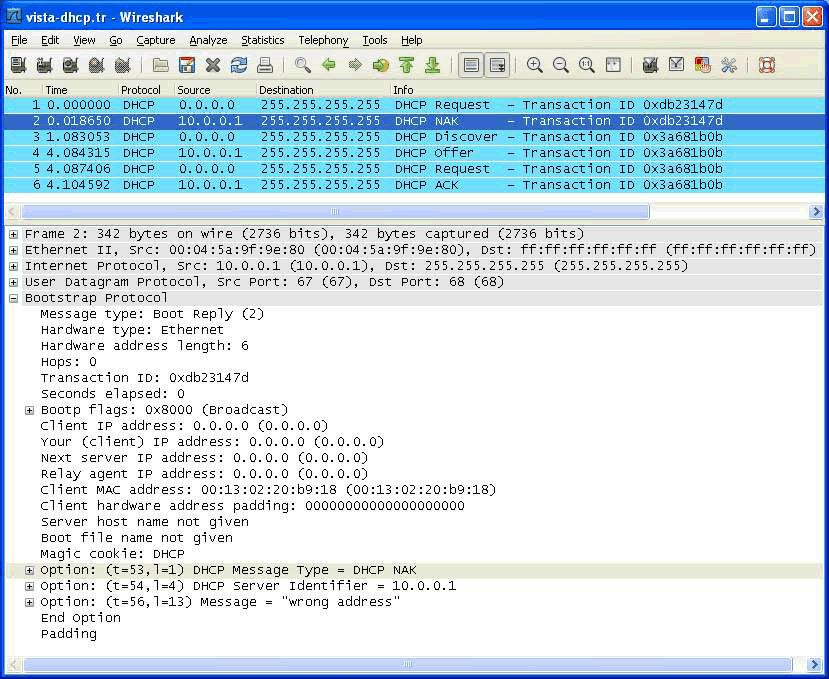 vista-dhcp.tr - Wireshark
File Edit View Go Capture Analyze Statistics Telephony Tools Help
No. Time Protocol Source Destination Info
1 0.000000 DHCP 0.0.0.0 255.255.255.255 DHCP Request – Transaction ID 0xdb23147d
2 0.018650 DHCP 10.0.0.1 255.255.255.255 DHCP NAK – Transaction ID 0xdb23147d
3 1.083053 DHCP 0.0.0.0 255.255.255.255 DHCP Discover – Transaction ID 0x3a681b0b
4 4.084315 DHCP 10.0.0.1 255.255.255.255 DHCP Offer – Transaction ID 0x3a681b0b
5 4.087406 DHCP 0.0.0.0 255.255.255.255 DHCP Request – Transaction ID 0x3a681b0b
6 4.104592 DHCP 10.0.0.1 255.255.255.255 DHCP ACK – Transaction ID 0x3a681b0b
Frame 2: 342 bytes on wire (2736 bits), 342 bytes captured (2736 bits)
Ethernet II, Src: 00:04:5a:9f:9e:80 (00:04:5a:9f:9e:80), Dst: ff:ff:ff:ff:ff:ff (ff:ff:ff:ff:ff:ff)
Internet Protocol, Src: 10.0.0.1 (10.0.0.1), Dst: 255.255.255.255 (255.255.255.255)
User Datagram Protocol, Src Port: 67 (67), Dst Port: 68 (68)
Bootstrap Protocol
Message type: Boot Reply (2)
Hardware type: Ethernet
Hardware address length: 6
Hops: 0
Transaction ID: 0xdb23147d
Seconds elapsed: 0
Bootp flags: 0x8000 (Broadcast)
Client IP address: 0.0.0.0 (0.0.0.0)
Your (client) IP address: 0.0.0.0 (0.0.0.0)
Next server IP address: 0.0.0.0 (0.0.0.0)
Relay agent IP address: 0.0.0.0 (0.0.0.0)
Client MAC address: 00:13:02:20:b9:18 (00:13:02:20:b9:18)
Client hardware address padding: 00000000000000000000
Server host name not given
Boot file name not given
Magic cookie: DHCP
Option: (t=53,l=1) DHCP Message Type = DHCP NAK
Option: (t=54,l=4) DHCP Server Identifier = 10.0.0.1
Option: (t=56,l=13) Message = "wrong address"
End Option
Padding